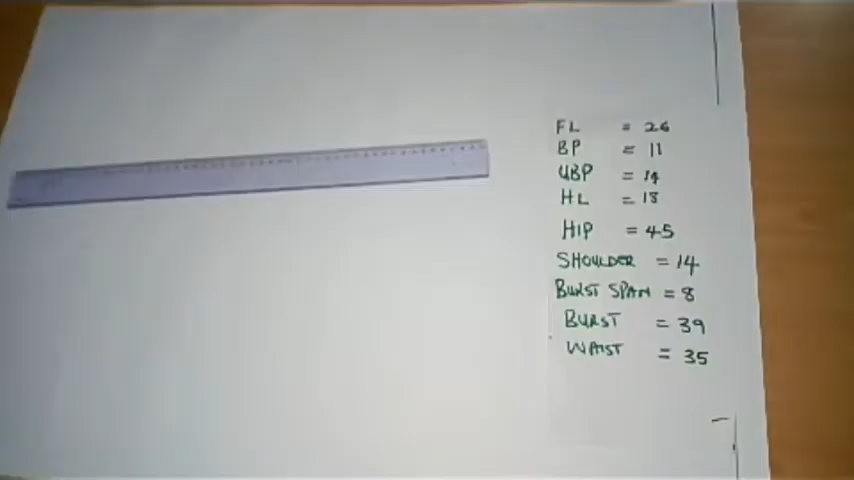 FL = 26
BP = 11
UBP = 14
HL = 18
HIP = 45
SHOULDER = 14
BURST SPAN = 8
BURST = 39
WAIST = 35